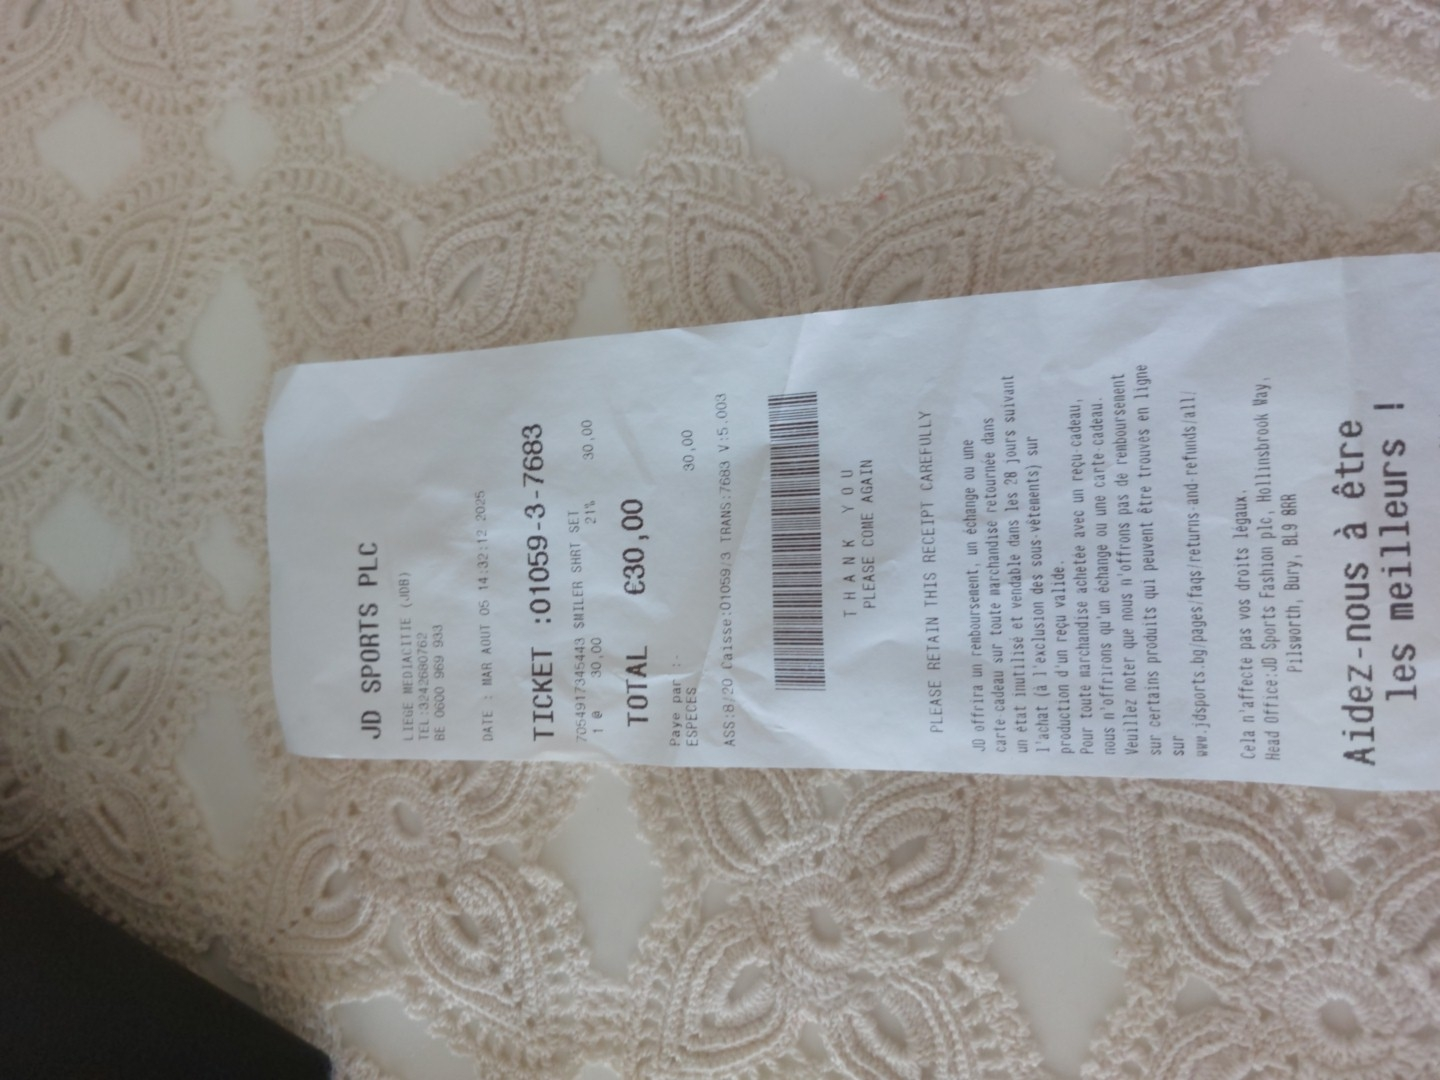 JD SPORTS PLC
LIEGE MEDIACITIE (JDB)
TEL:3242680762
BE 0600 969 933
DATE : MAR AOUT 05 14:32:12 2025
TICKET :01059-3-7683
7054917345443 SMILER SHRT SET
1 @ 30,00 21% 30,00
TOTAL €30,00
Paye par :-
ESPECES 30,00
ASS:8/20 Caisse:01059/3 TRANS:7683 V:5.003
T H A N K Y O U
PLEASE COME AGAIN
PLEASE RETAIN THIS RECEIPT CAREFULLY
JD offrira un remboursement, un échange ou une
carte-cadeau sur toute marchandise retournée dans
un état inutilisé et vendable dans les 28 jours suivant
l'achat (à l'exclusion des sous-vêtements) sur
production d'un reçu valide.
Pour toute marchandise achetée avec un reçu-cadeau,
nous n'offrirons qu'un échange ou une carte-cadeau.
Veuillez noter que nous n'offrons pas de remboursement
sur certains produits qui peuvent être trouvés en ligne
sur
www.jdsports.bg/pages/faqs/returns-and-refunds/all/
Cela n'affecte pas vos droits légaux.
Head Office:JD Sports Fashion plc, Hollinsbrook Way,
Pilsworth, Bury, BL9 8RR
Aidez-nous à être
les meilleurs !